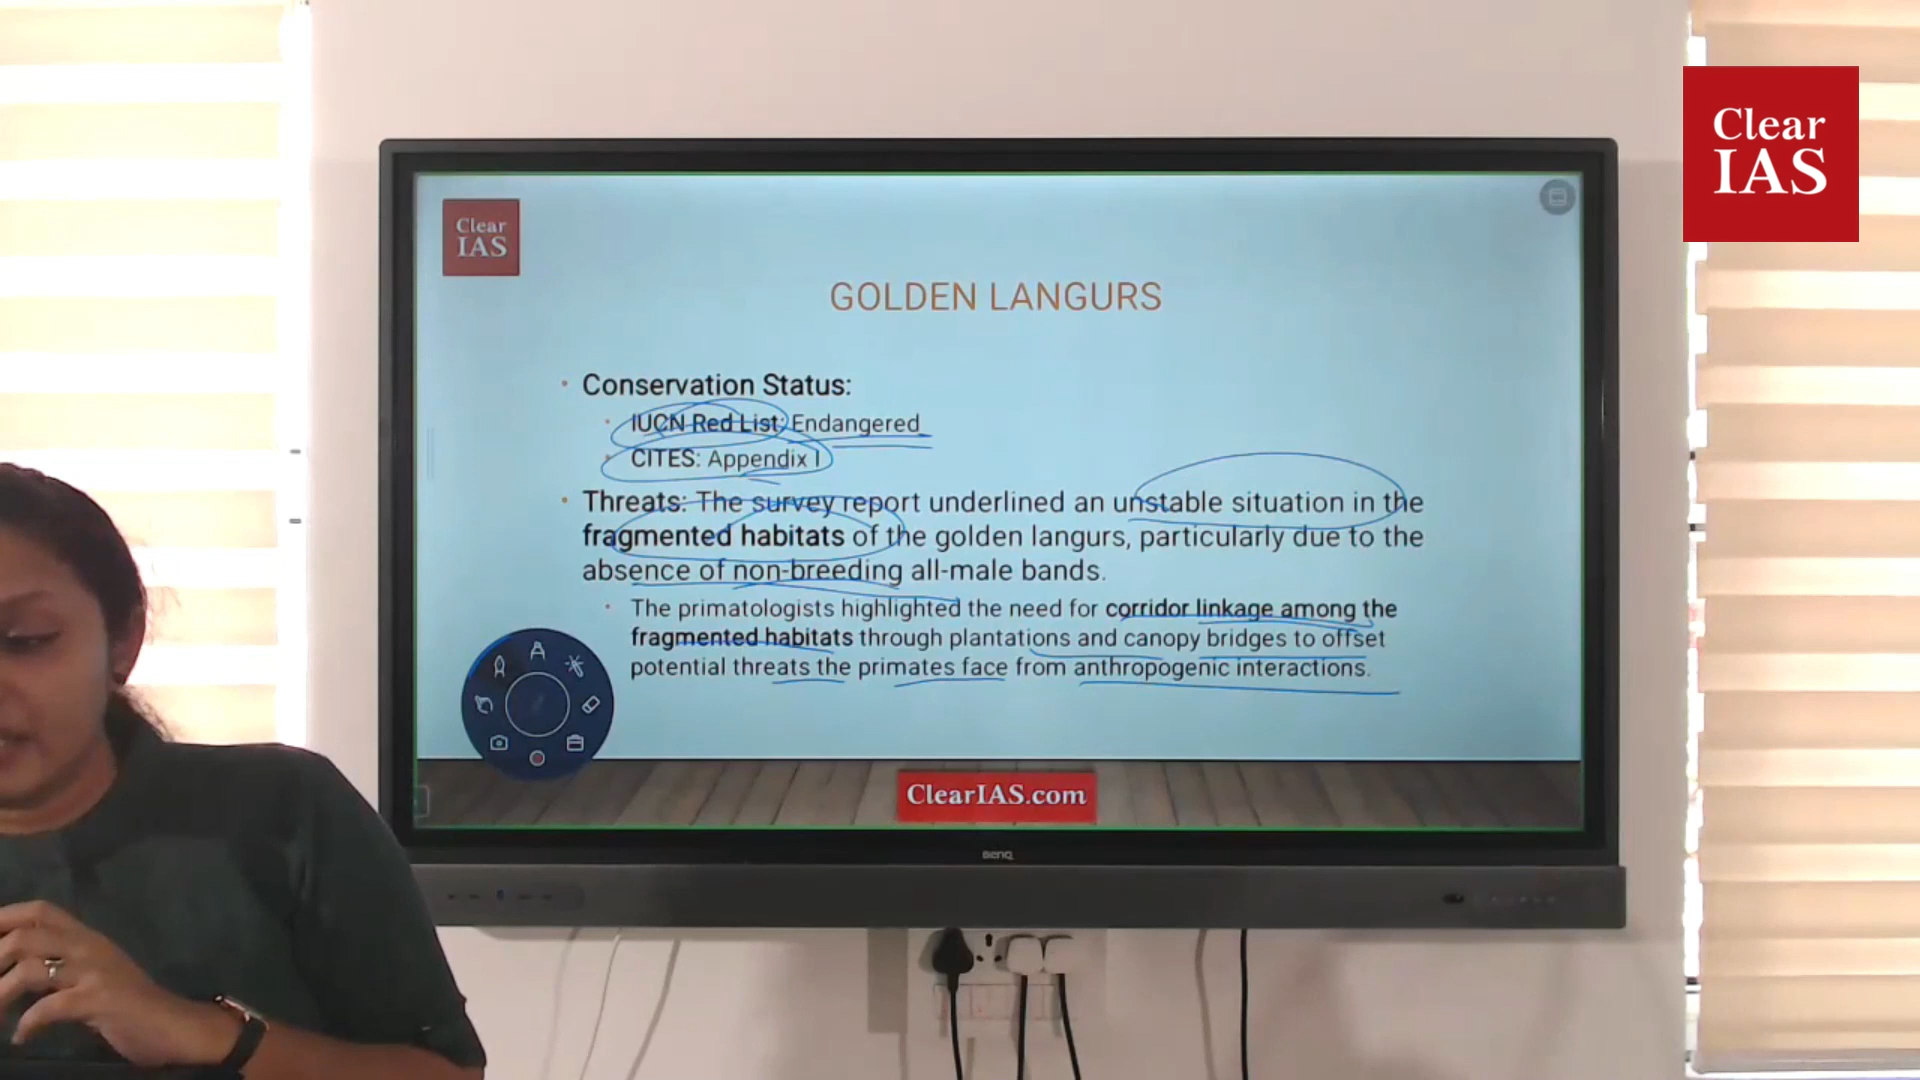 Clear
IAS
Clear
IAS
GOLDEN LANGURS
• Conservation Status:
• IUCN Red List: Endangered
• CITES: Appendix I
• Threats: The survey report underlined an unstable situation in the
fragmented habitats of the golden langurs, particularly due to the
absence of non-breeding all-male bands.
• The primatologists highlighted the need for corridor linkage among the
fragmented habitats through plantations and canopy bridges to offset
potential threats the primates face from anthropogenic interactions.
ClearIAS.com
BenQ